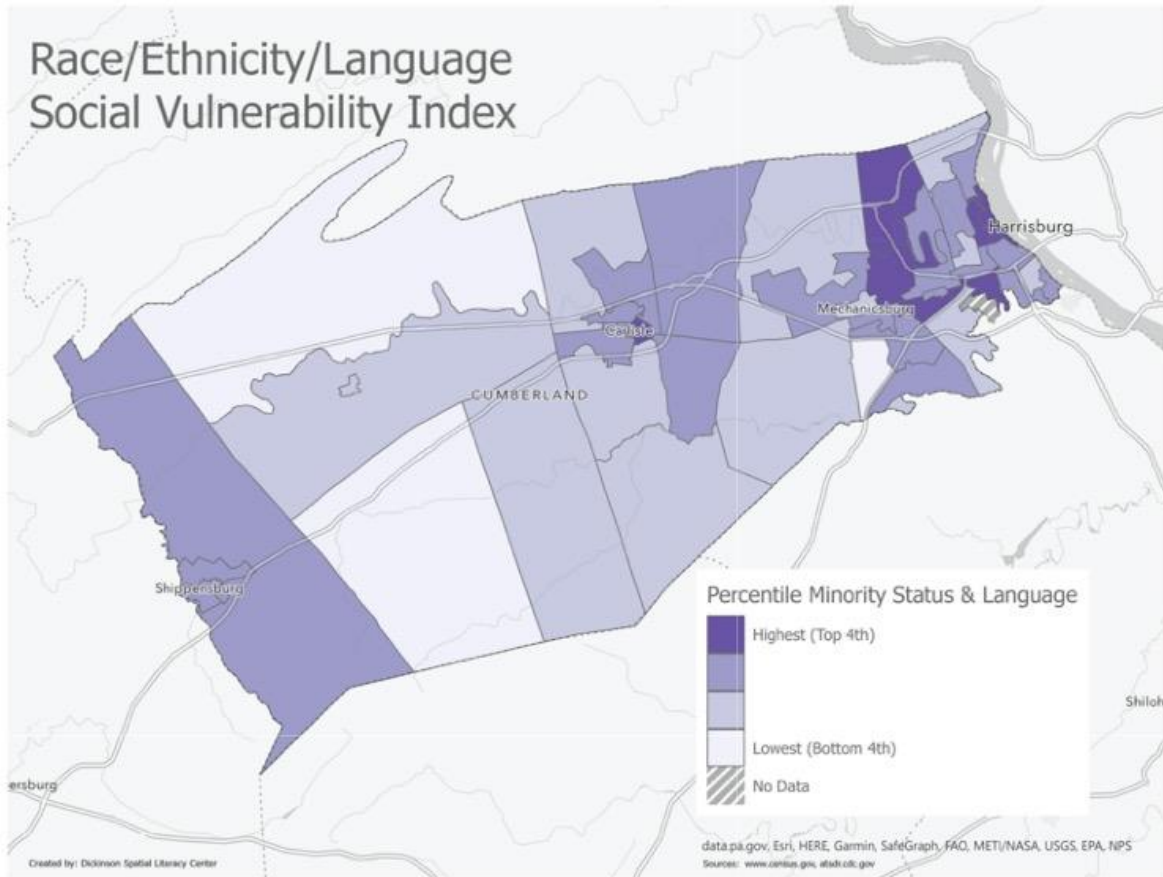 Race/Ethnicity/Language
Social Vulnerability Index
Harrisburg
Mechanicsburg
Carlisle
CUMBERLAND
Shippensburg
Percentile Minority Status & Language
Highest (Top 4th)
Lowest (Bottom 4th)
No Data
Shiloh
ersburg
data.pa.gov, Esri, HERE, Garmin, SafeGraph, FAO, METI/NASA, USGS, EPA, NPS
Created by: Dickinson Spatial Literacy Center
Sources: www.census.gov, atsdr.cdc.gov